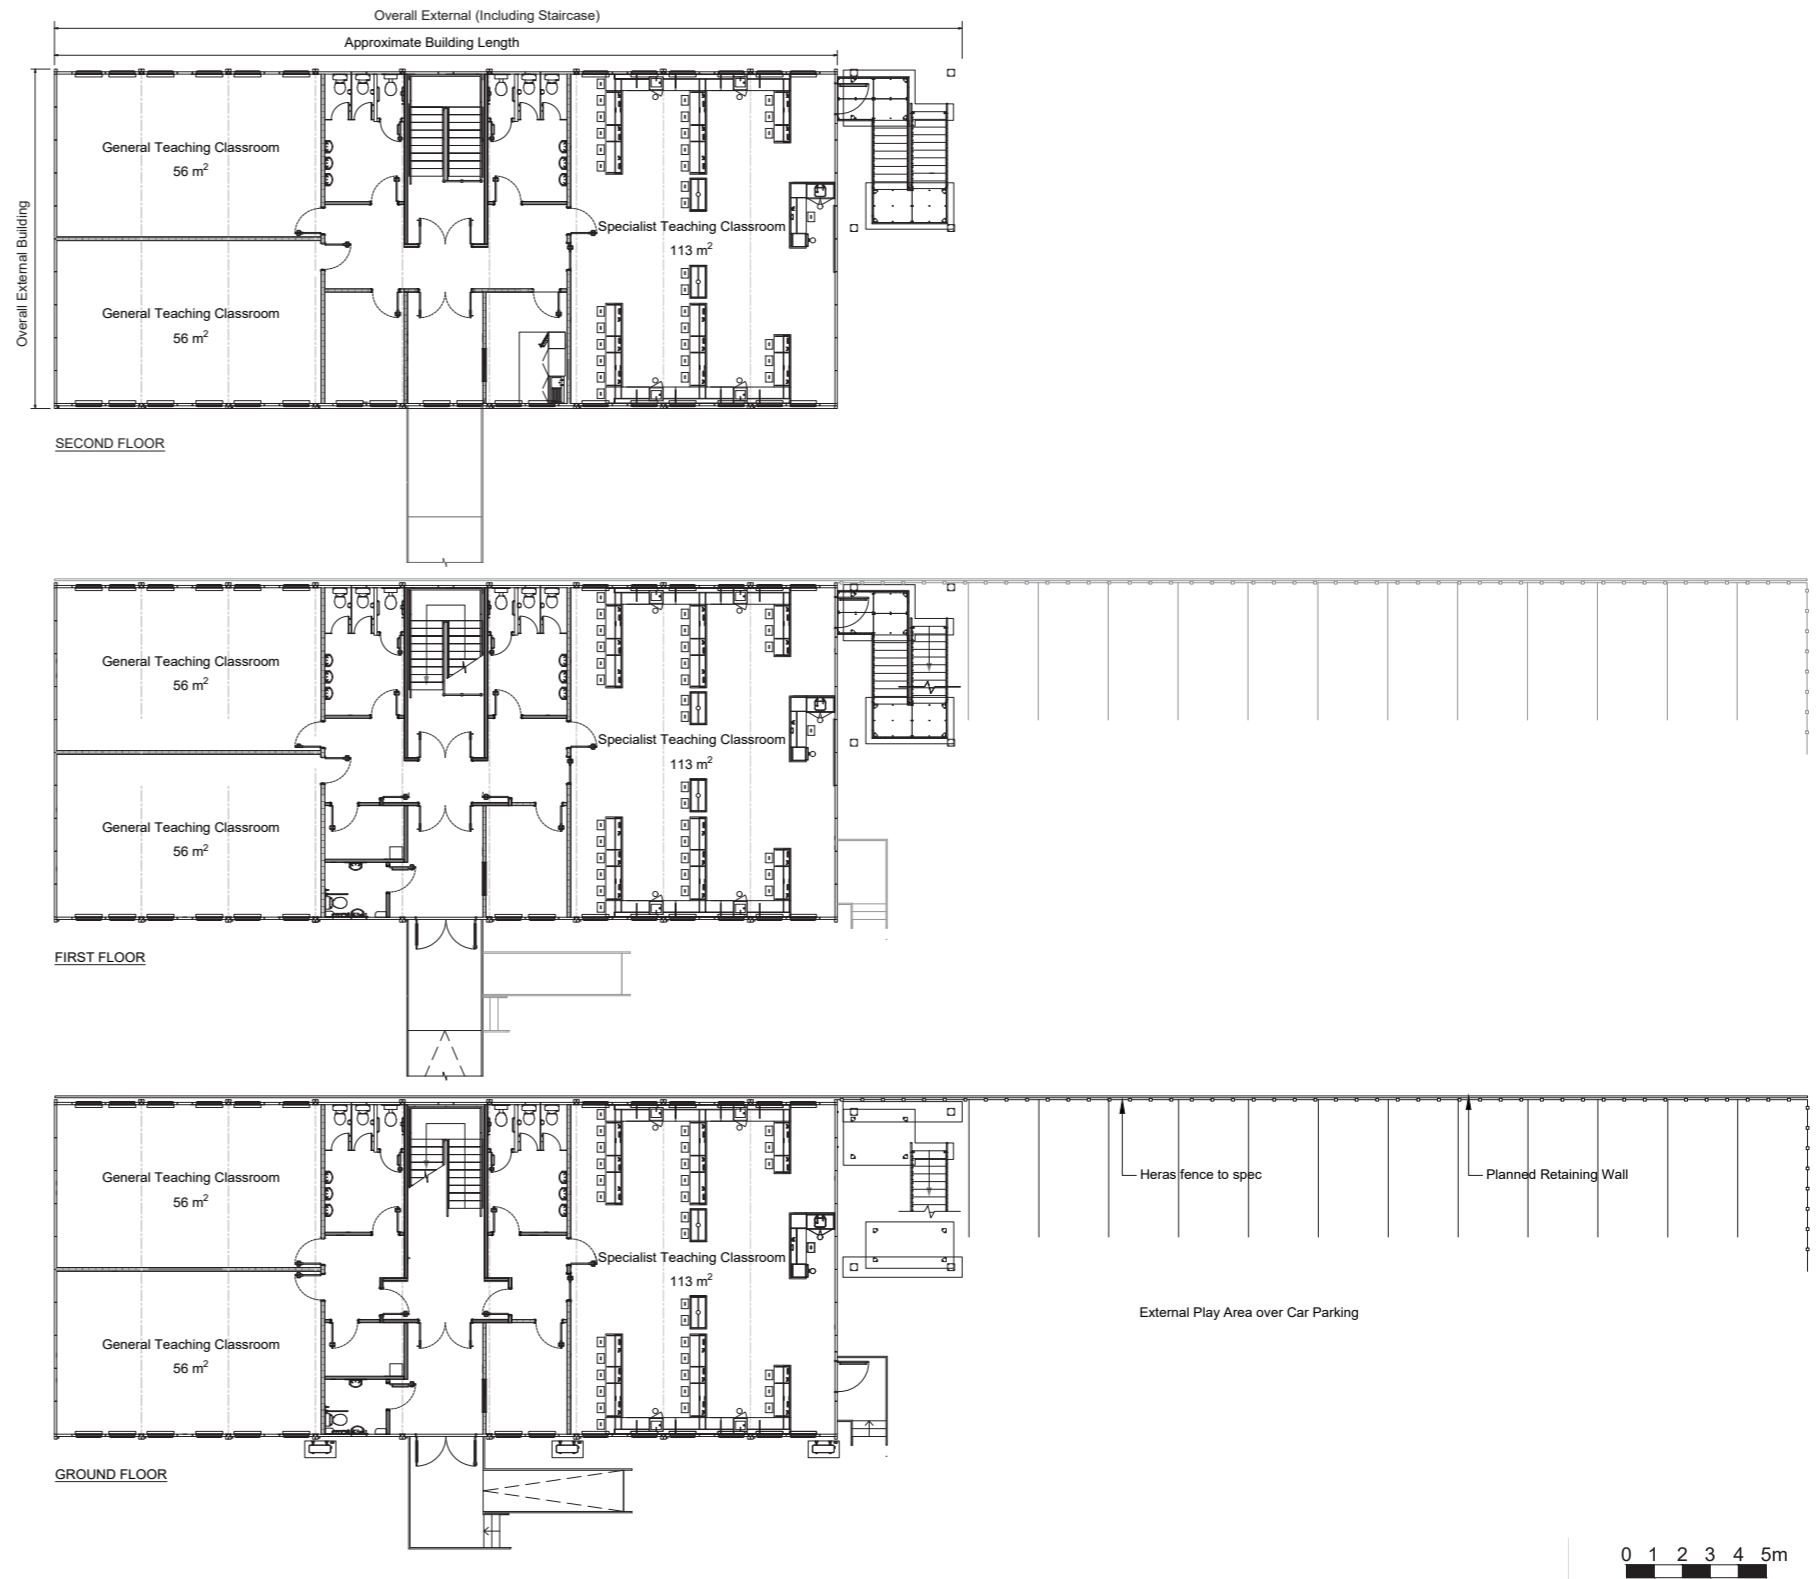 Overall External (Including Staircase)
Approximate Building Length
Overall External Building
General Teaching Classroom
56 m²
Specialist Teaching Classroom
113 m²
General Teaching Classroom
56 m²
SECOND FLOOR
General Teaching Classroom
56 m²
Specialist Teaching Classroom
113 m²
General Teaching Classroom
56 m²
FIRST FLOOR
General Teaching Classroom
56 m²
Heras fence to spec
Planned Retaining Wall
Specialist Teaching Classroom
113 m²
External Play Area over Car Parking
General Teaching Classroom
56 m²
GROUND FLOOR
0 1 2 3 4 5m